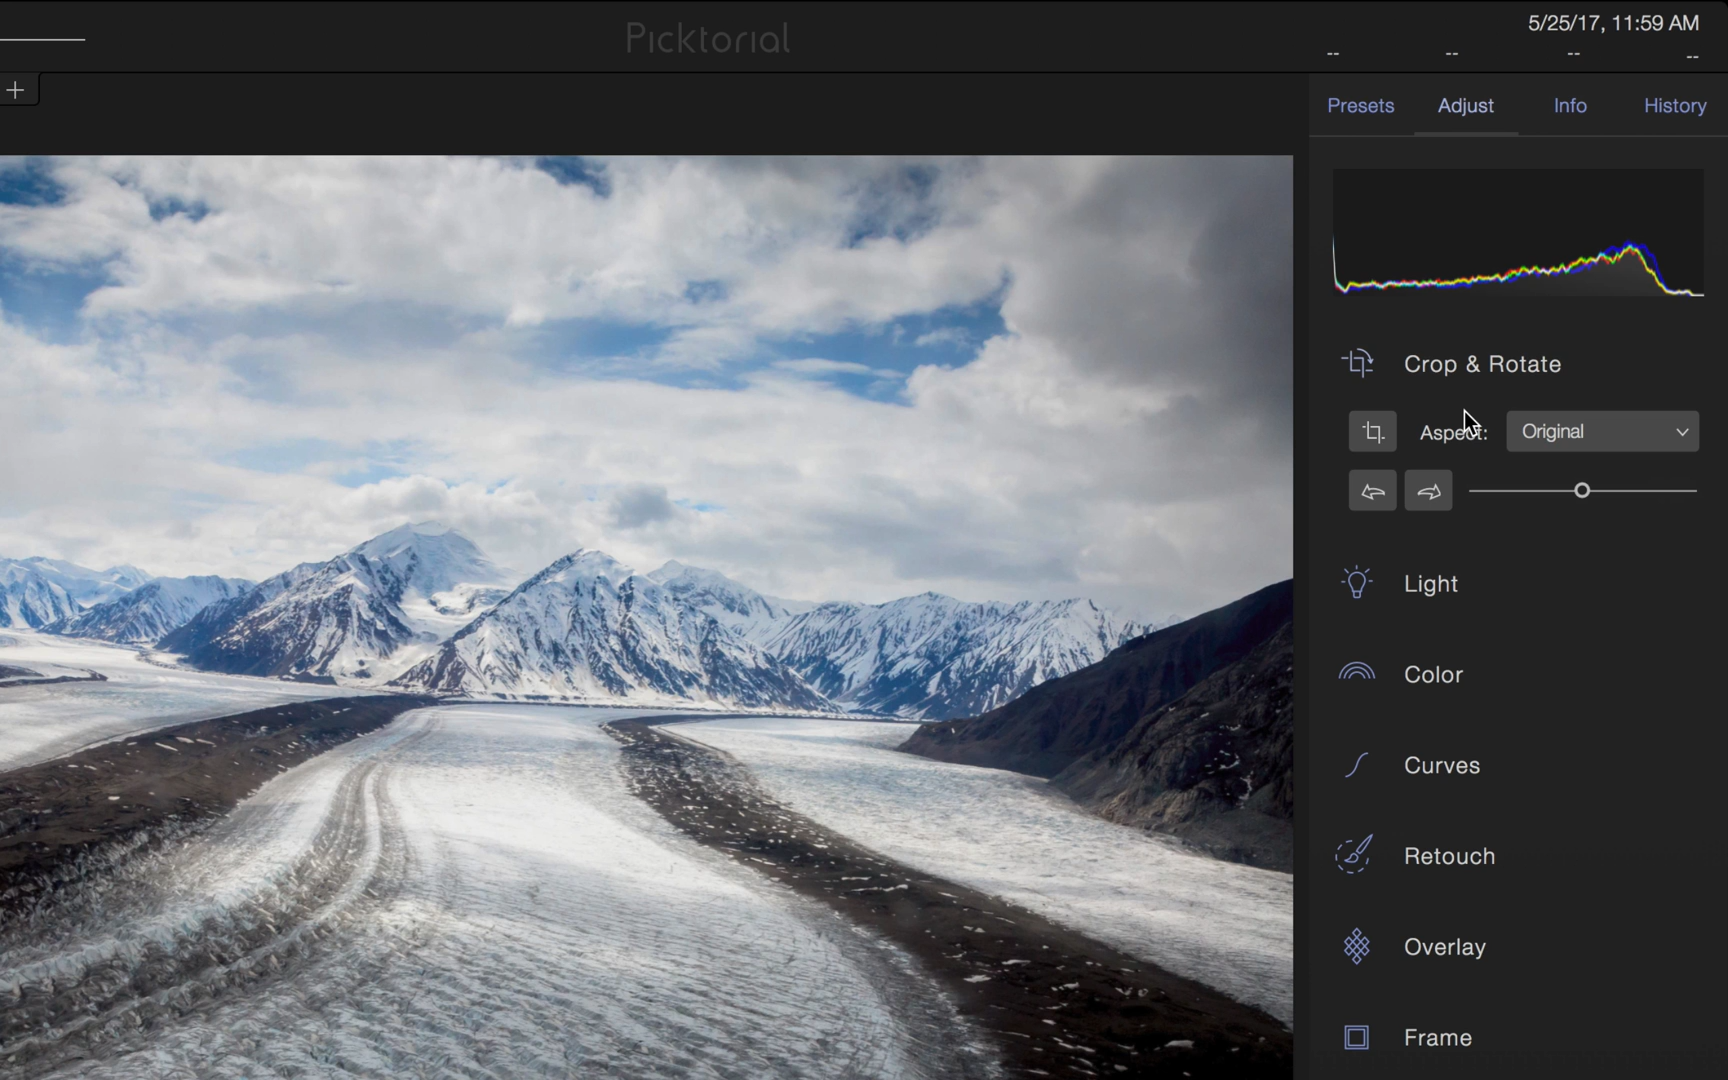 Picktorial
5/25/17, 11:59 AM
-- -- -- --
Presets Adjust Info History
Crop & Rotate
Aspect: Original
Light
Color
Curves
Retouch
Overlay
Frame